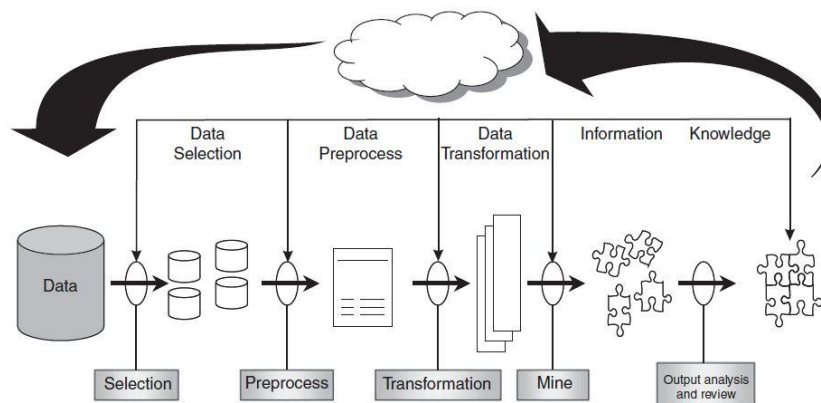 Data
Selection
Data
Preprocess
Data
Transformation
Information
Knowledge
Data
Selection
Preprocess
Transformation
Mine
Output analysis
and review